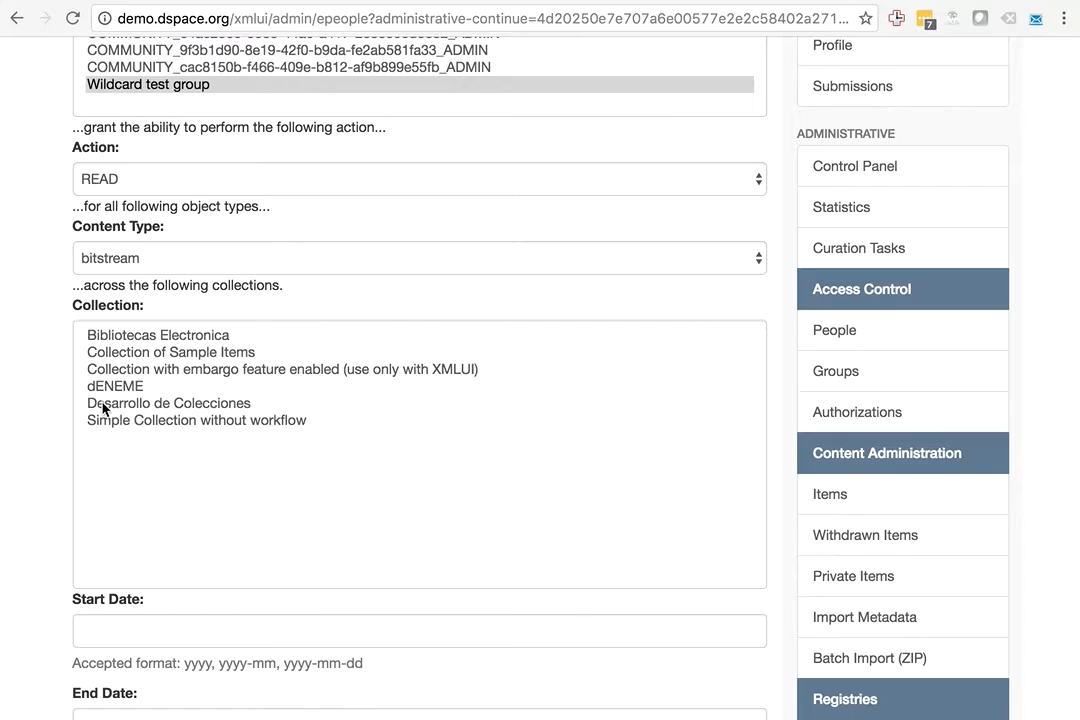 demo.dspace.org/xmlui/admin/epeople?administrative-continue=4d20250e7e707a6e00577e2e2c58402a271...
7
COMMUNITY_9f3b1d90-8e19-42f0-b9da-fe2ab581fa33_ADMIN
COMMUNITY_cac8150b-f466-409e-b812-af9b899e55fb_ADMIN
Wildcard test group
...grant the ability to perform the following action...
Action:
READ
...for all following object types...
Content Type:
bitstream
...across the following collections.
Collection:
Bibliotecas Electronica
Collection of Sample Items
Collection with embargo feature enabled (use only with XMLUI)
dENEME
Desarrollo de Colecciones
Simple Collection without workflow
Start Date:
Accepted format: yyyy, yyyy-mm, yyyy-mm-dd
End Date:
Profile
Submissions
ADMINISTRATIVE
Control Panel
Statistics
Curation Tasks
Access Control
People
Groups
Authorizations
Content Administration
Items
Withdrawn Items
Private Items
Import Metadata
Batch Import (ZIP)
Registries